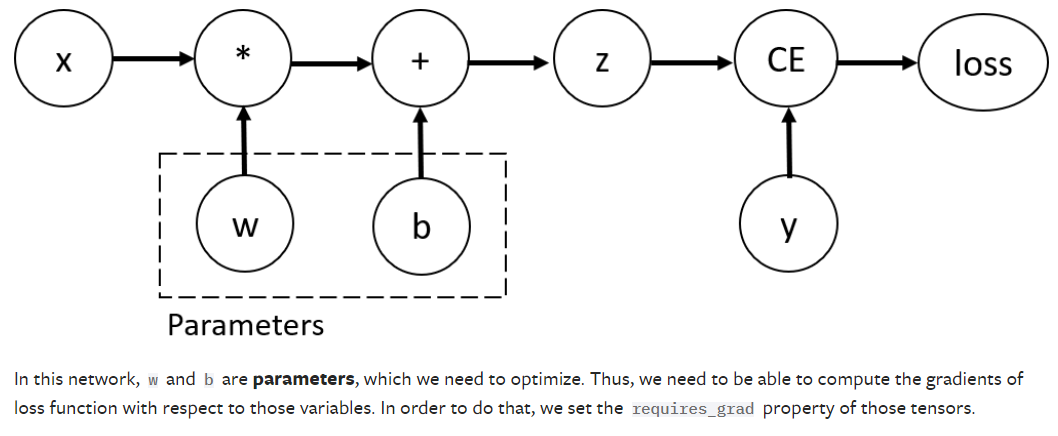 x * + z CE loss
w b y
Parameters
In this network, w and b are parameters, which we need to optimize. Thus, we need to be able to compute the gradients of
loss function with respect to those variables. In order to do that, we set the requires_grad property of those tensors.